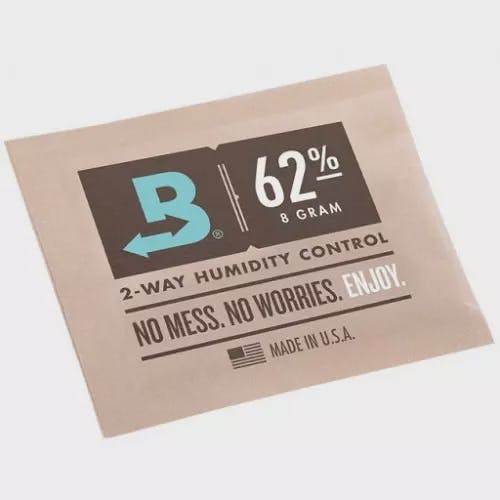 B®
62%
8 GRAM
2-WAY HUMIDITY CONTROL
NO MESS. NO WORRIES. ENJOY.
MADE IN U.S.A.